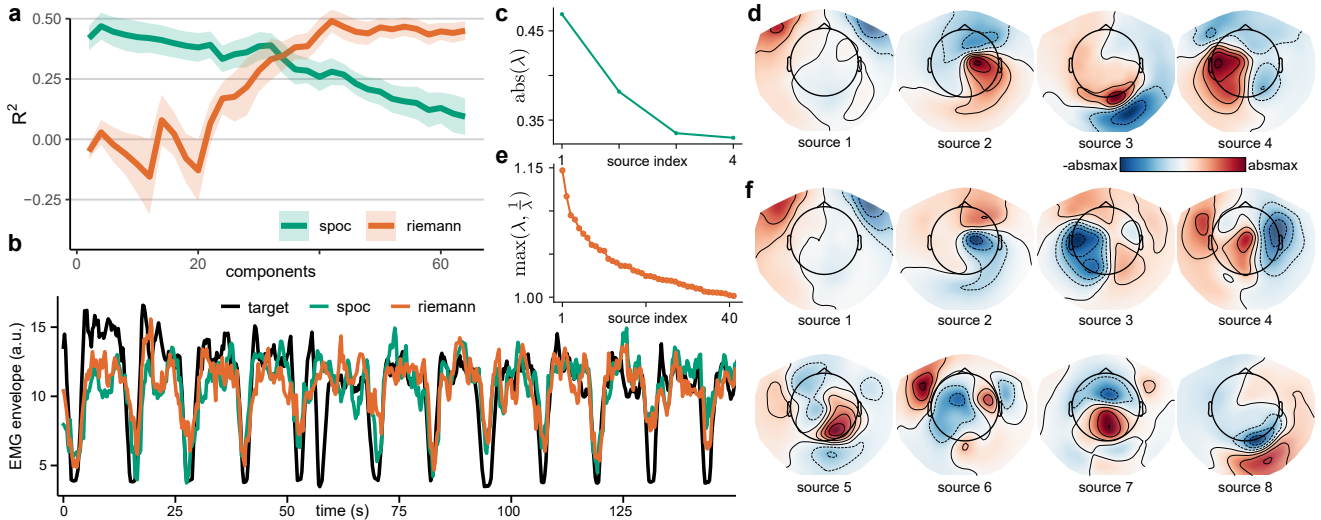 a
R²
0.50
0.25
0.00
−0.25
0
20
components
60
spoc
riemann
b
EMG envelope (a.u.)
15
10
5
target
spoc
riemann
0
25
50
time (s)
75
100
125
c
abs(λ)
0.45
0.35
1
source index
4
e
max(λ, 1/λ)
1.15
1.00
1
source index
40
d
source 1
source 2
source 3
source 4
-absmax
absmax
f
source 1
source 2
source 3
source 4
source 5
source 6
source 7
source 8